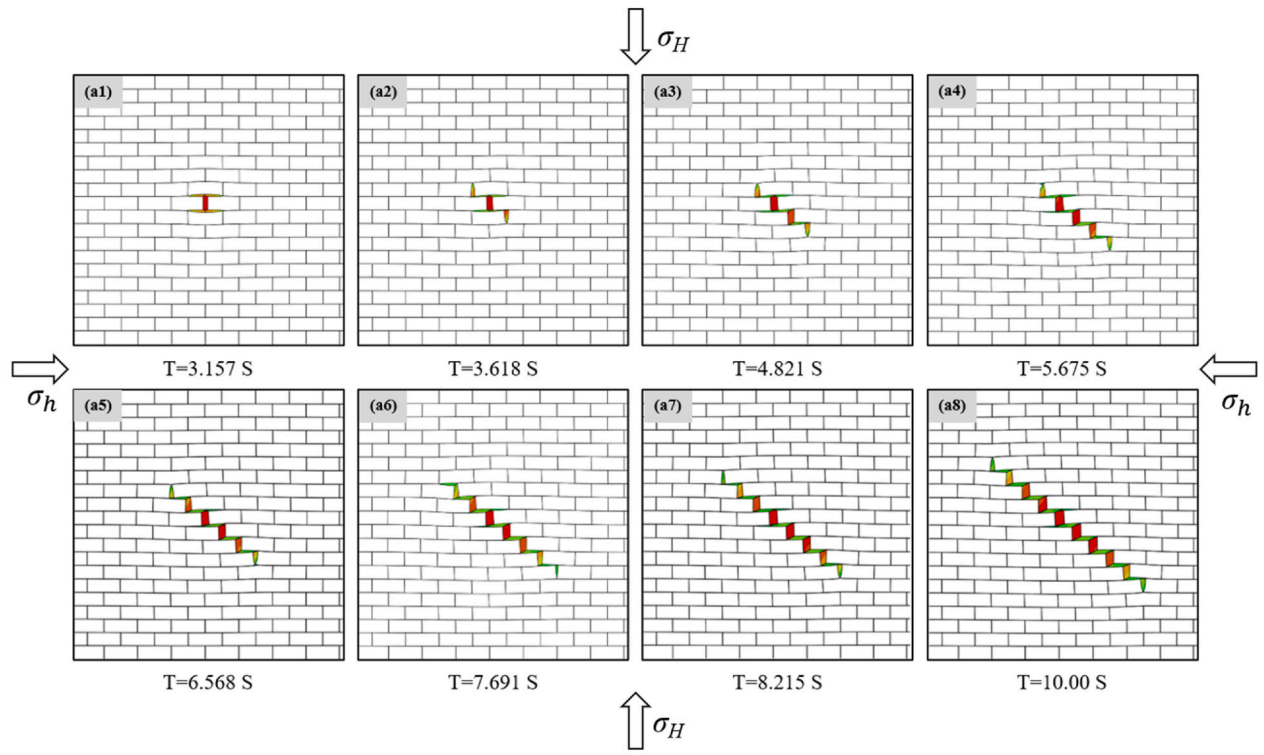 σ_H
(a1)
(a2)
(a3)
(a4)
T=3.157 S
T=3.618 S
T=4.821 S
T=5.675 S
σ_h
σ_h
(a5)
(a6)
(a7)
(a8)
T=6.568 S
T=7.691 S
T=8.215 S
T=10.00 S
σ_H